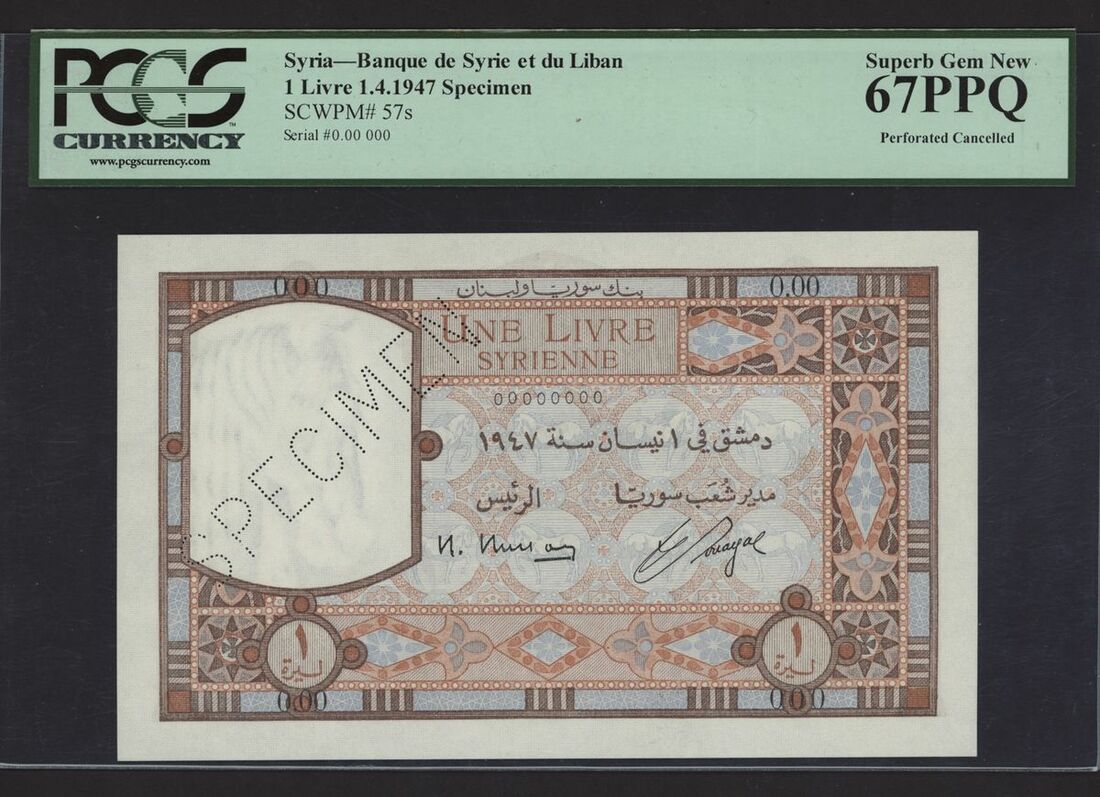 PCGS
CURRENCY
www.pcgscurrency.com
Syria—Banque de Syrie et du Liban
1 Livre 1.4.1947 Specimen
SCWPM# 57s
Serial #0.00 000
Superb Gem New
67PPQ
Perforated Cancelled
0.00
بنك سوريا ولبنان
0.00
UNE LIVRE
SYRIENNE
00000000
SPECIMEN
دمشق في ١ نيسان سنة ١٩٤٧
مدير شُعَب سوريّا
الرئيس
١
ليرة
١
ليرة
0.00
0.00